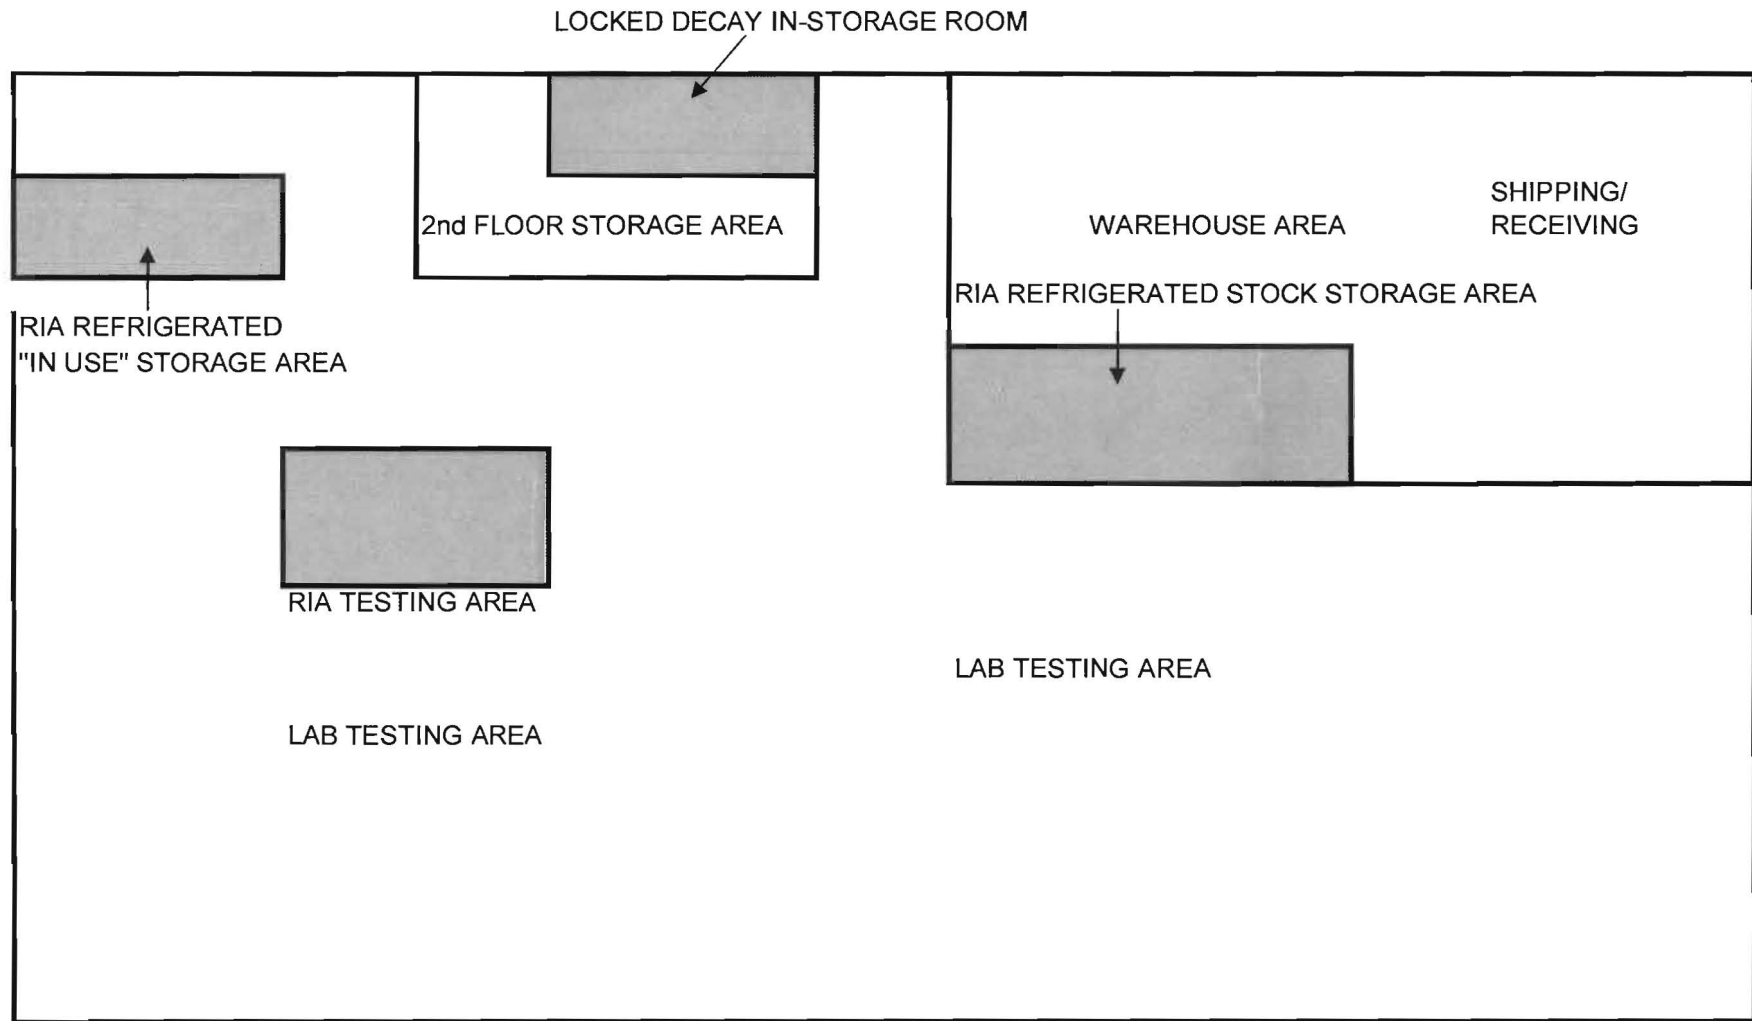 LOCKED DECAY IN-STORAGE ROOM
SHIPPING/
RECEIVING
2nd FLOOR STORAGE AREA
WAREHOUSE AREA
RIA REFRIGERATED STOCK STORAGE AREA
RIA REFRIGERATED
"IN USE" STORAGE AREA
RIA TESTING AREA
LAB TESTING AREA
LAB TESTING AREA